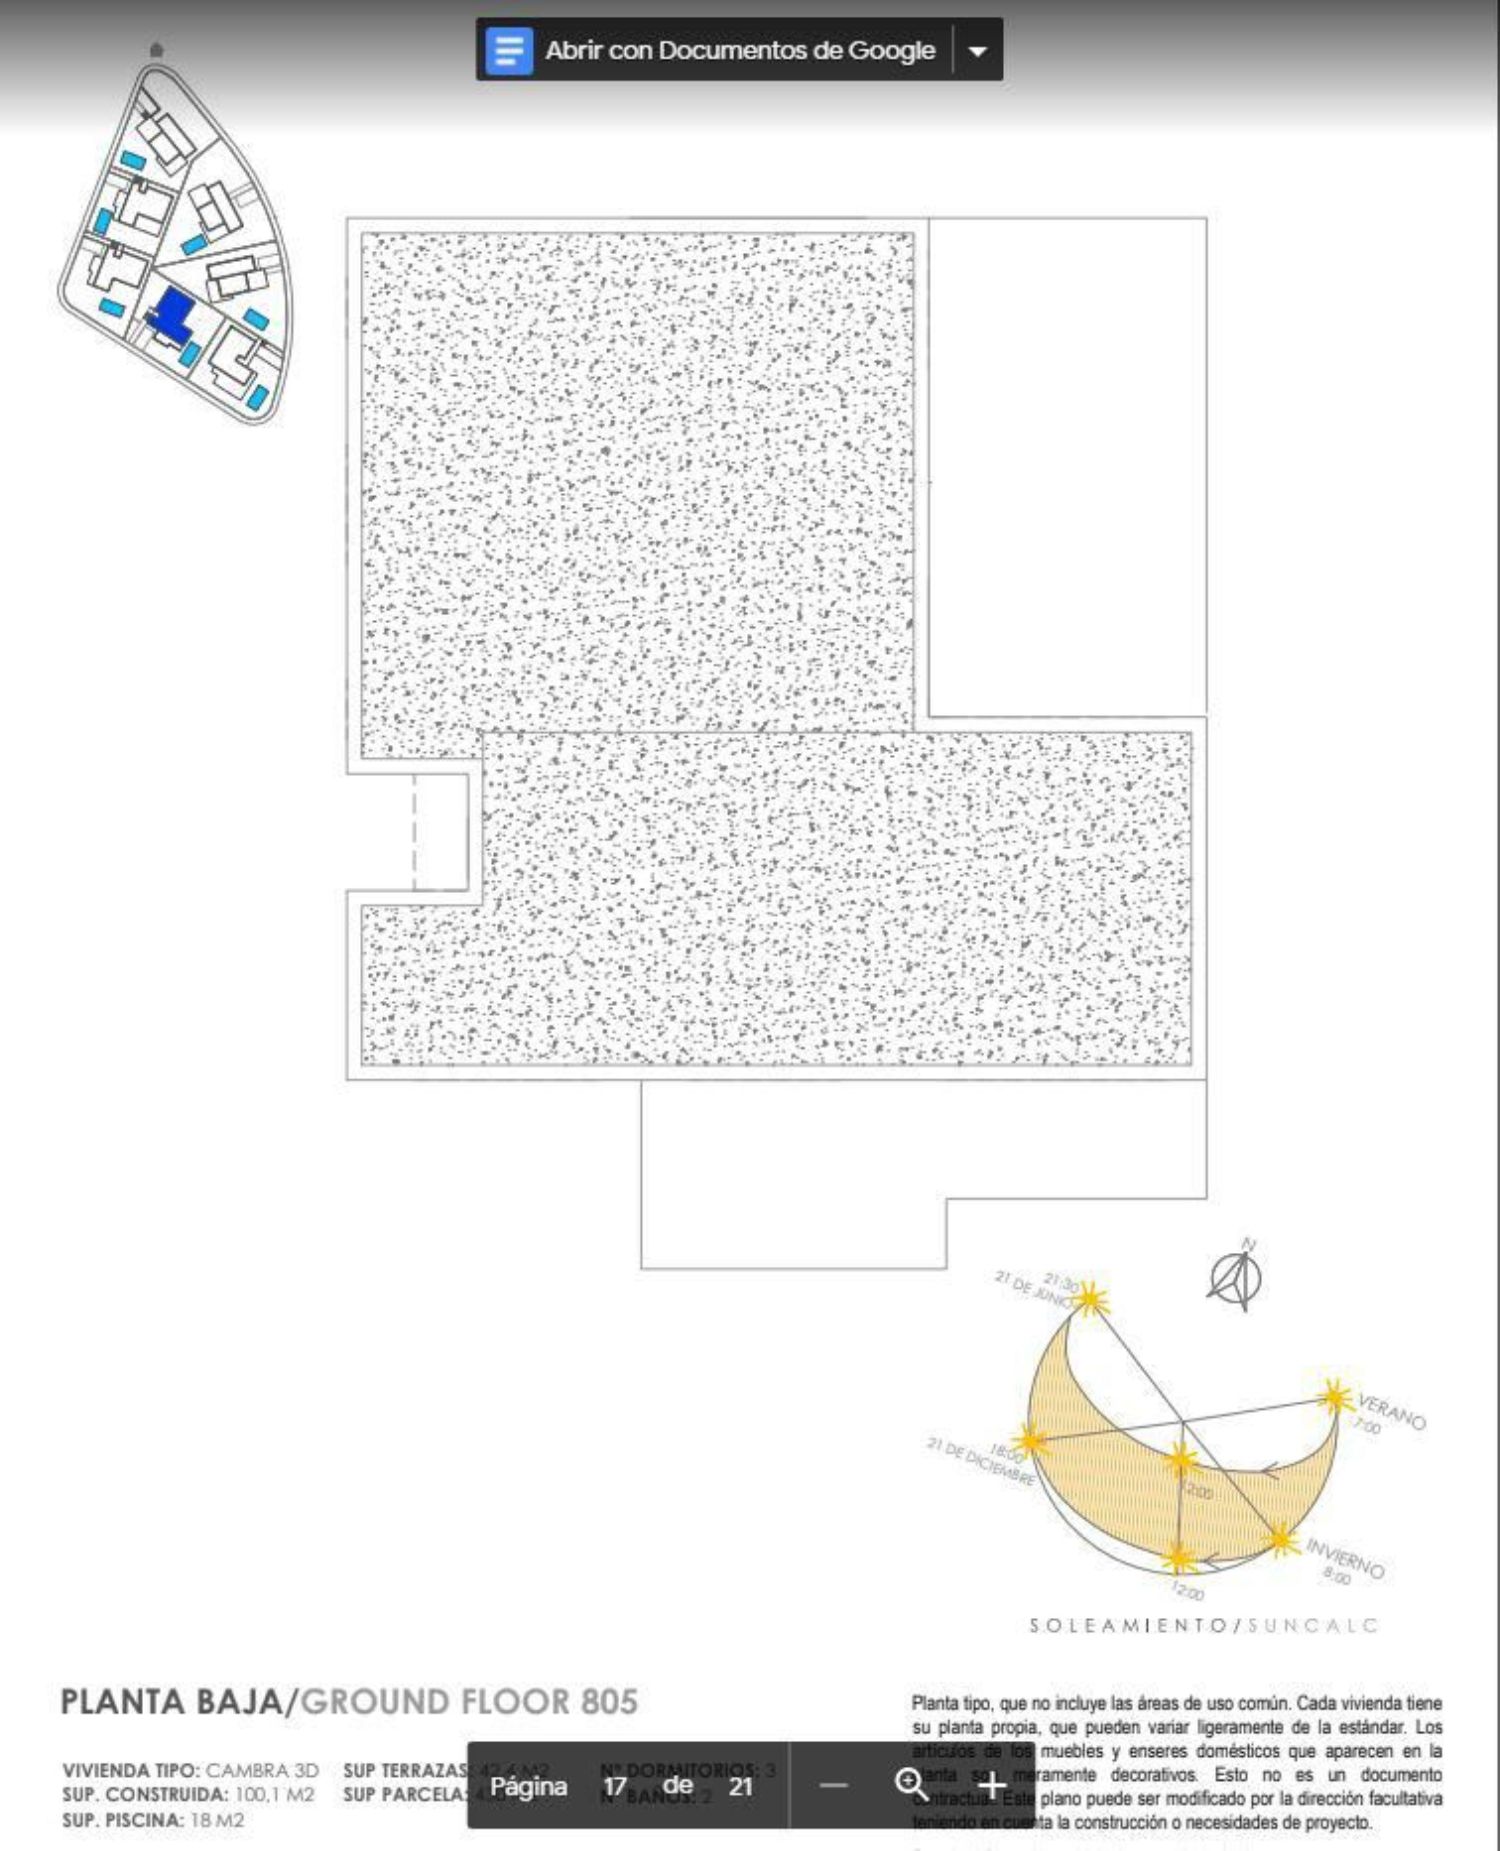 Abrir con Documentos de Google
N
21:30
21 DE JUNIO
VERANO
7:00
18:00
21 DE DICIEMBRE
12:00
INVIERNO
8:00
12:00
SOLEAMIENTO/SUNCALC
PLANTA BAJA/GROUND FLOOR 805
VIVIENDA TIPO: CAMBRA 3D SUP TERRAZAS: 42,4 M2 Nº DORMITORIOS: 3
SUP. CONSTRUIDA: 100,1 M2 SUP PARCELA: Nº BAÑOS: 2
SUP. PISCINA: 18 M2
Página 17 de 21
Planta tipo, que no incluye las áreas de uso común. Cada vivienda tiene
su planta propia, que pueden variar ligeramente de la estándar. Los
artículos de los muebles y enseres domésticos que aparecen en la
planta son meramente decorativos. Esto no es un documento
contractual. Este plano puede ser modificado por la dirección facultativa
teniendo en cuenta la construcción o necesidades de proyecto.